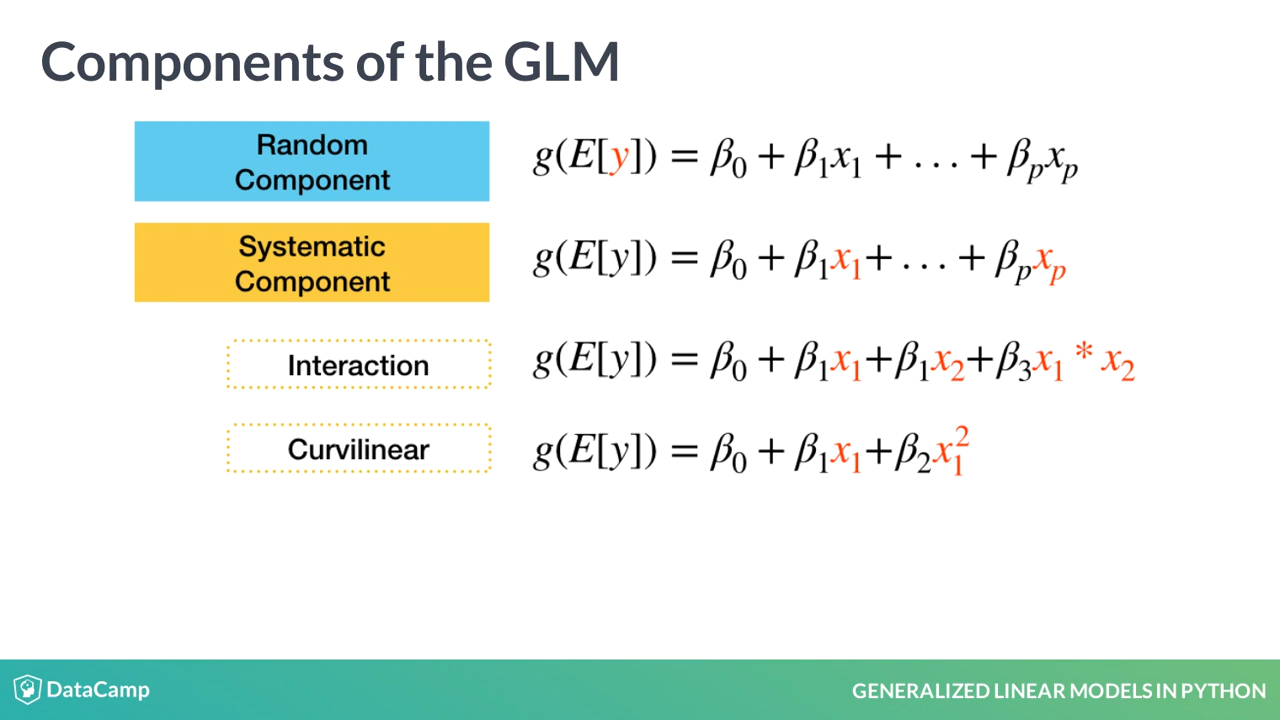 Components of the GLM
Random
Component
g(E[y]) = β₀ + β₁x₁ + . . . + βₚxₚ
Systematic
Component
g(E[y]) = β₀ + β₁x₁+ . . . + βₚxₚ
Interaction
g(E[y]) = β₀ + β₁x₁+β₁x₂+β₃x₁ * x₂
Curvilinear
g(E[y]) = β₀ + β₁x₁+β₂x₁²
DataCamp
GENERALIZED LINEAR MODELS IN PYTHON